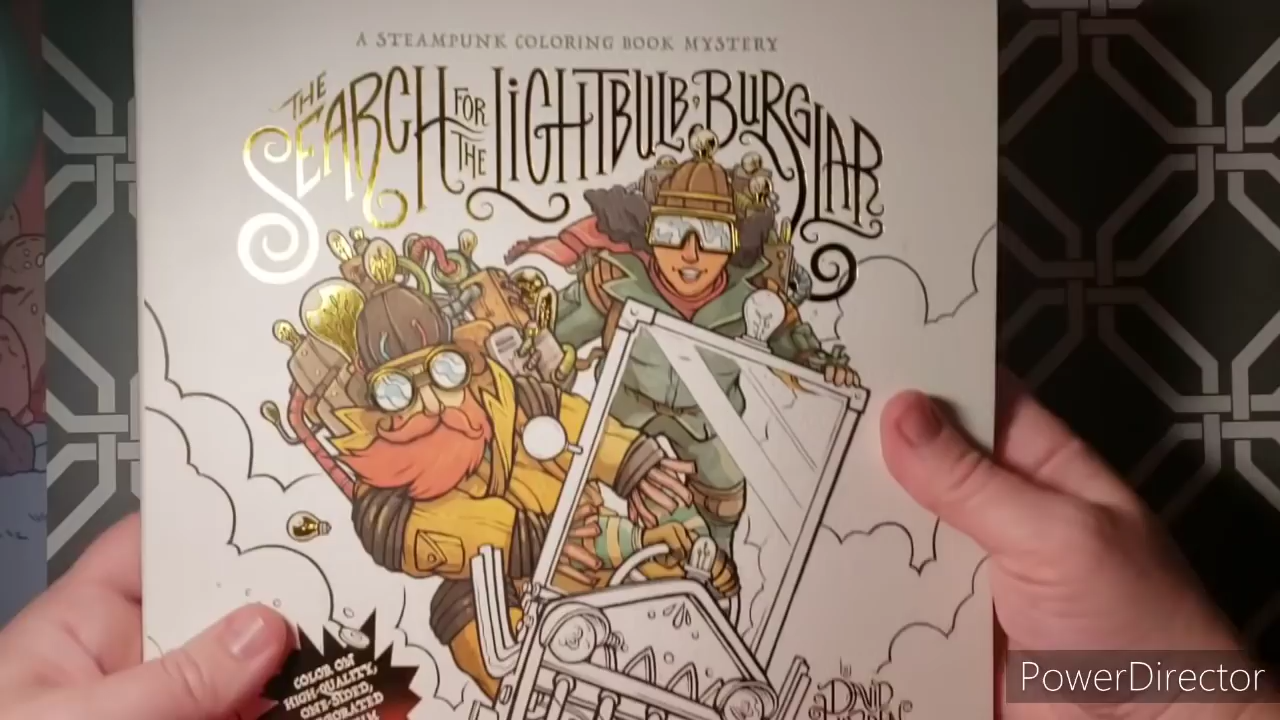 A STEAMPUNK COLORING BOOK MYSTERY
THE SEARCH FOR THE LIGHTBULB BURGLAR
COLOR ON
HIGH-QUALITY,
ONE-SIDED,
by
DAVID
PowerDirector